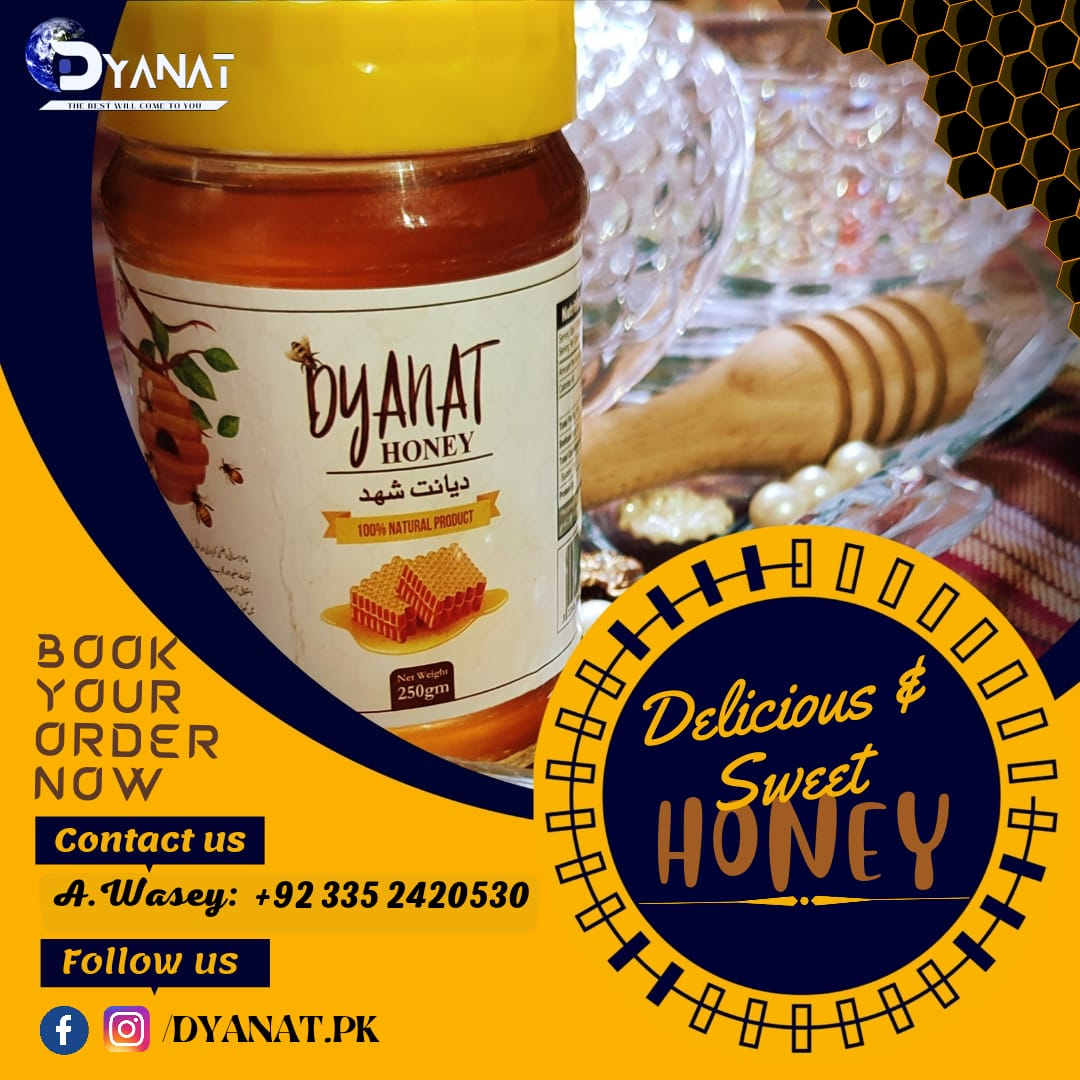 DYANAT
THE BEST WILL COME TO YOU
DYANAT
HONEY
دیانت شهد
100% NATURAL PRODUCT
Net Weight
250gm
BOOK
YOUR
ORDER
NOW
Contact us
A.Wasey: +92 335 2420530
Follow us
/DYANAT.PK
Delicious &
Sweet
HONEY